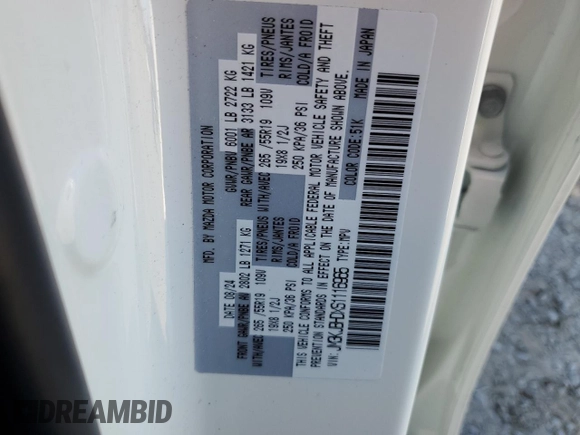 MFD. BY MAZDA MOTOR CORPORATION
DATE 08/24 GVWR/PNBV 6001 LB 2722 KG
FRONT GAWR/PNBE AV 2802 LB 1271 KG REAR GAWR/PNBE AR 3133 LB 1421 KG
WITH/AVEC 265 /55R19 109V TIRES/PNEUS WITH/AVEC 265 /55R19 109V TIRES/PNEUS
19X8 1/2J RIMS/JANTES 19X8 1/2J RIMS/JANTES
250 KPA/36 PSI COLD/A FROID 250 KPA/36 PSI COLD/A FROID
THIS VEHICLE CONFORMS TO ALL APPLICABLE FEDERAL MOTOR VEHICLE SAFETY AND THEFT
PREVENTION STANDARDS IN EFFECT ON THE DATE OF MANUFACTURE SHOWN ABOVE.
VIN: TYPE:MPV COLOR CODE:51K MADE IN JAPAN
IDREAMBID